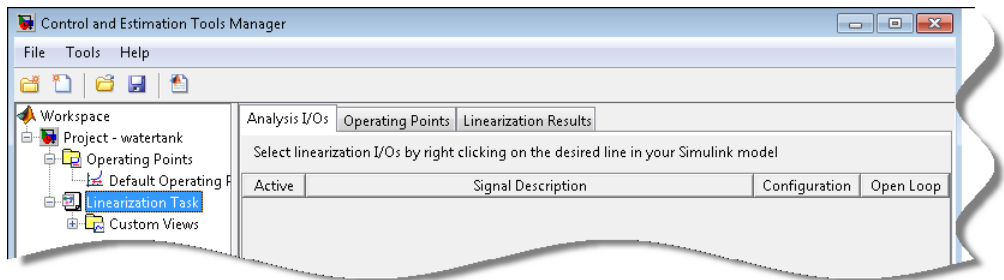 Control and Estimation Tools Manager
File Tools Help
Workspace
Project - watertank
Operating Points
Default Operating P
Linearization Task
Custom Views
Analysis I/Os Operating Points Linearization Results
Select linearization I/Os by right clicking on the desired line in your Simulink model
Active Signal Description Configuration Open Loop